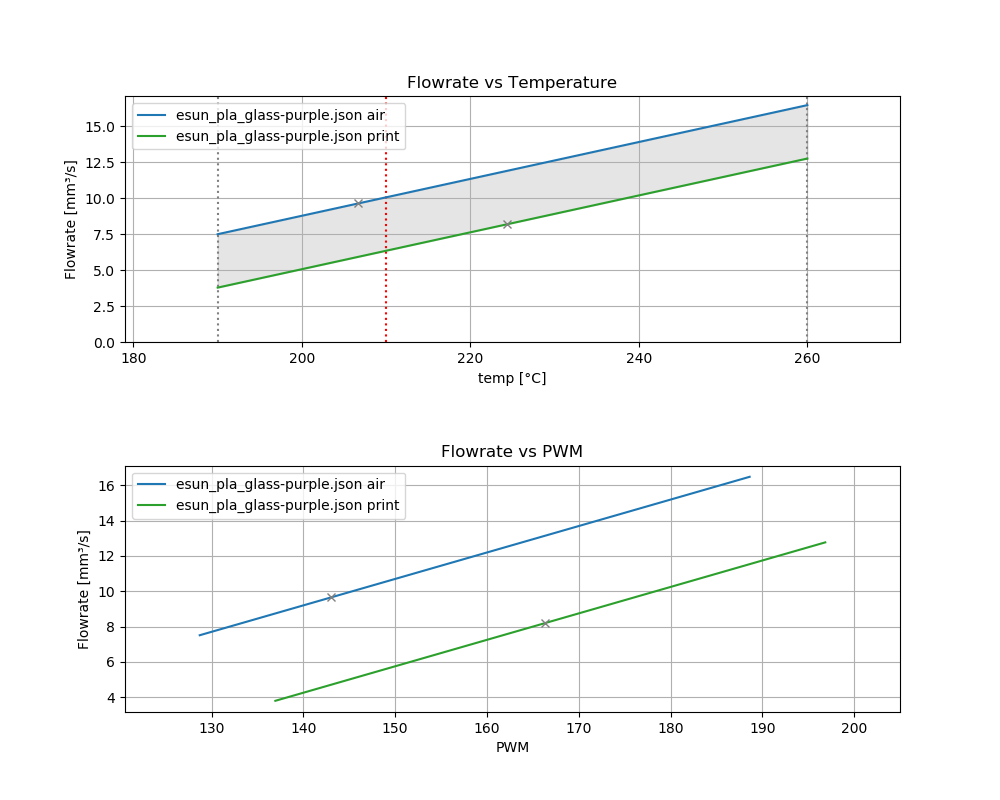 Flowrate vs Temperature
esun_pla_glass-purple.json air
esun_pla_glass-purple.json print
Flowrate [mm³/s]
15.0
12.5
10.0
7.5
5.0
2.5
0.0
180 200 220 240 260
temp [°C]
Flowrate vs PWM
esun_pla_glass-purple.json air
esun_pla_glass-purple.json print
Flowrate [mm³/s]
16
14
12
10
8
6
4
130 140 150 160 170 180 190 200
PWM